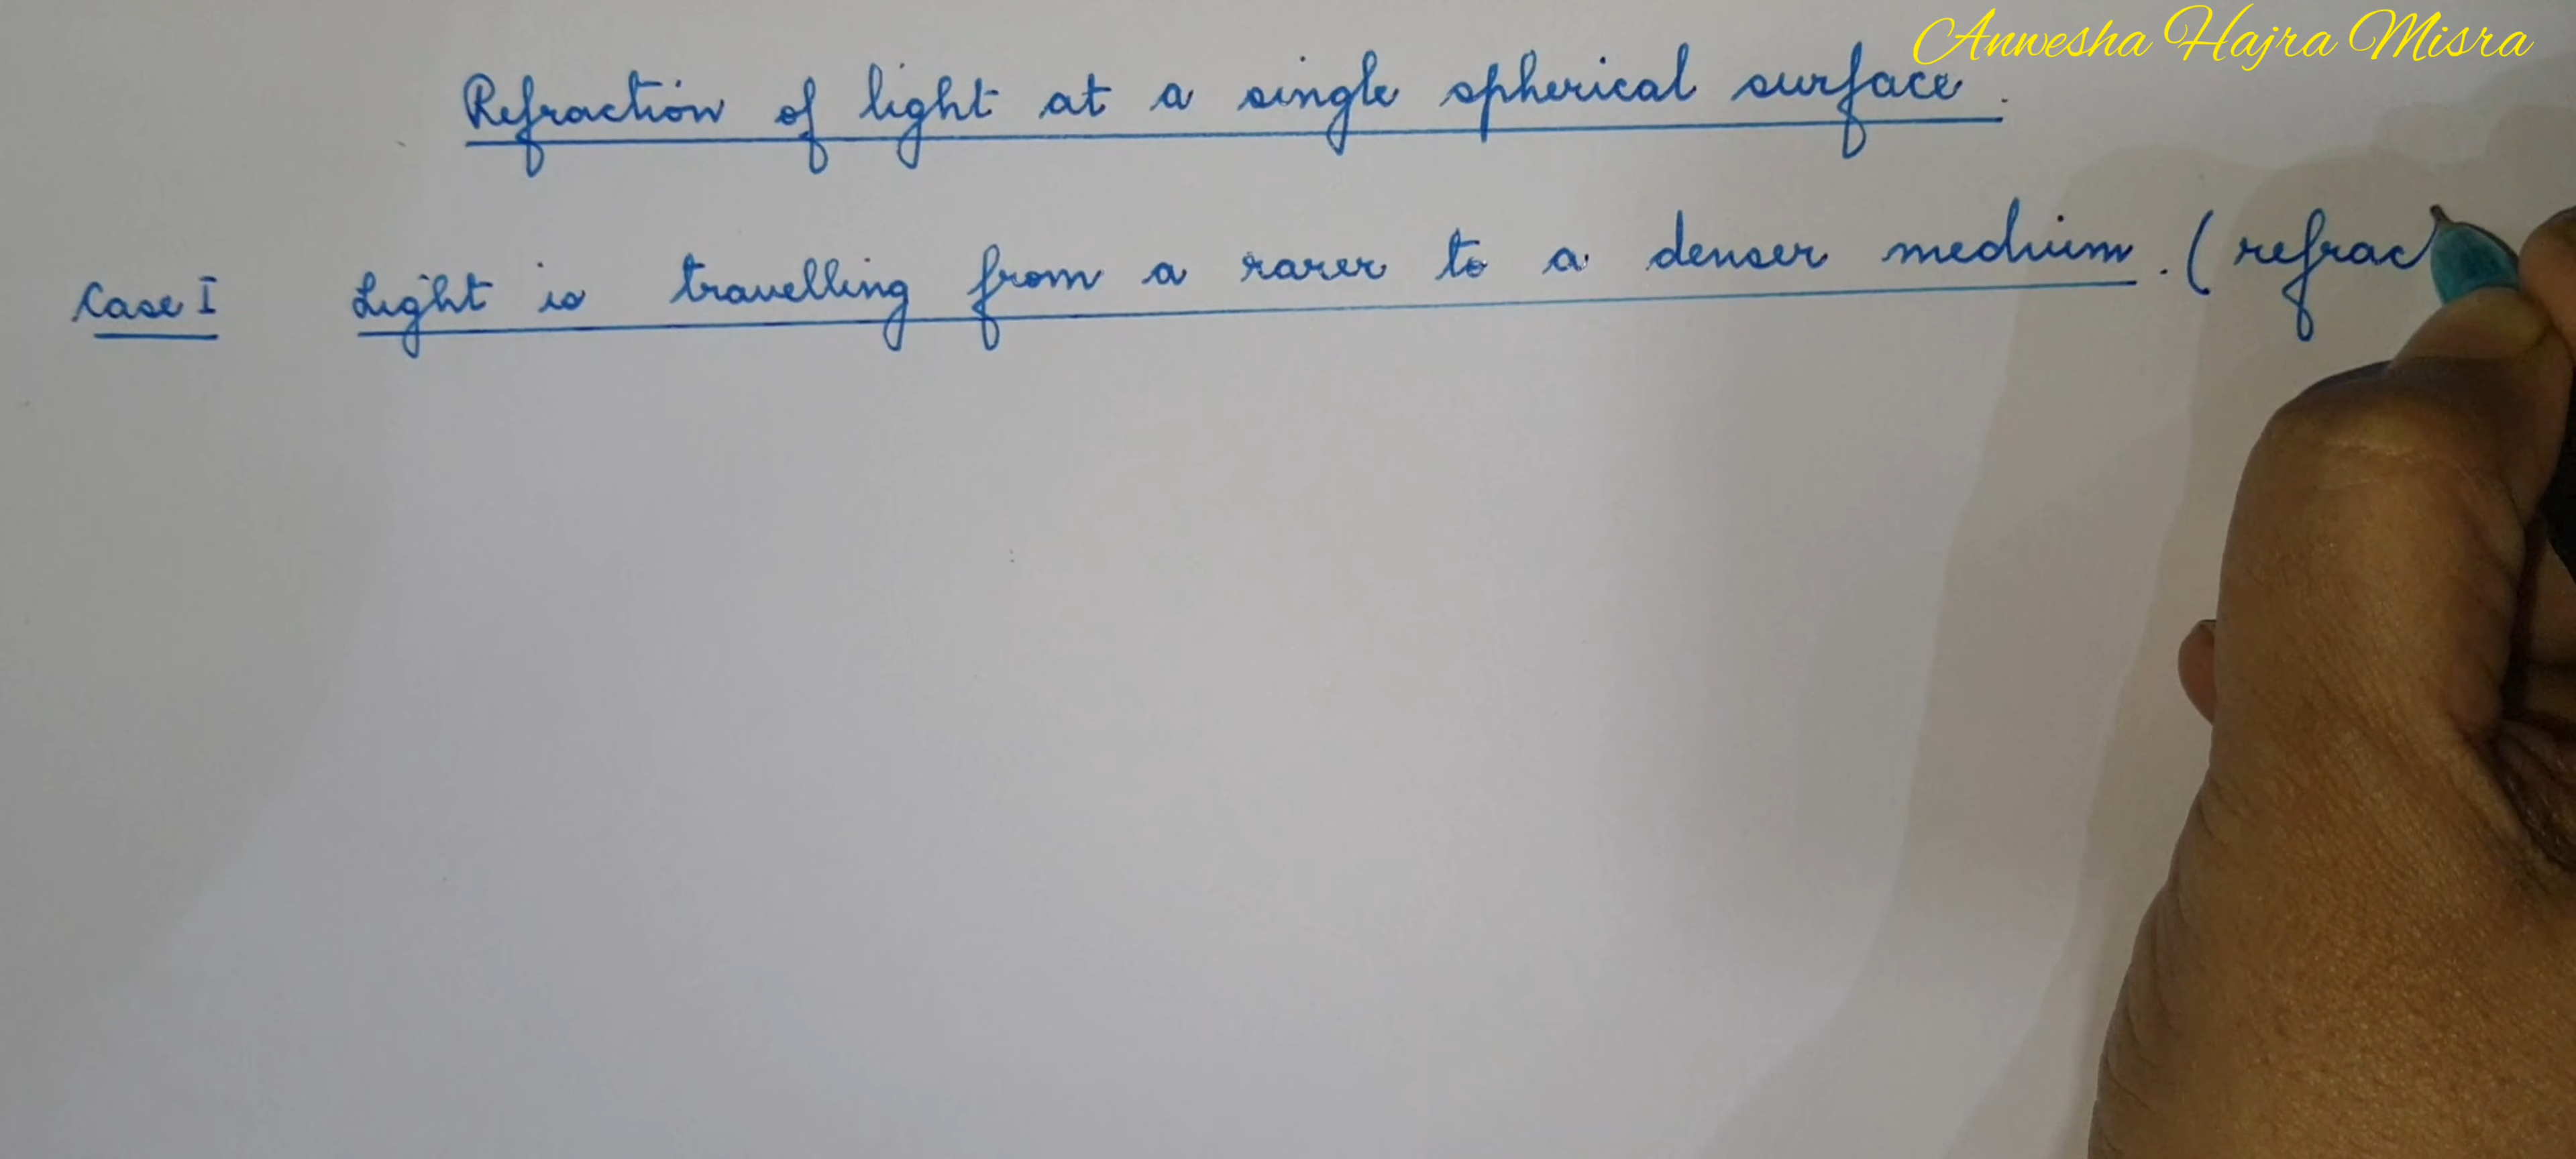 Anwesha Hajra Misra
Refraction of light at a single spherical surface.
Case I Light is travelling from a rarer to a denser medium. (refrac